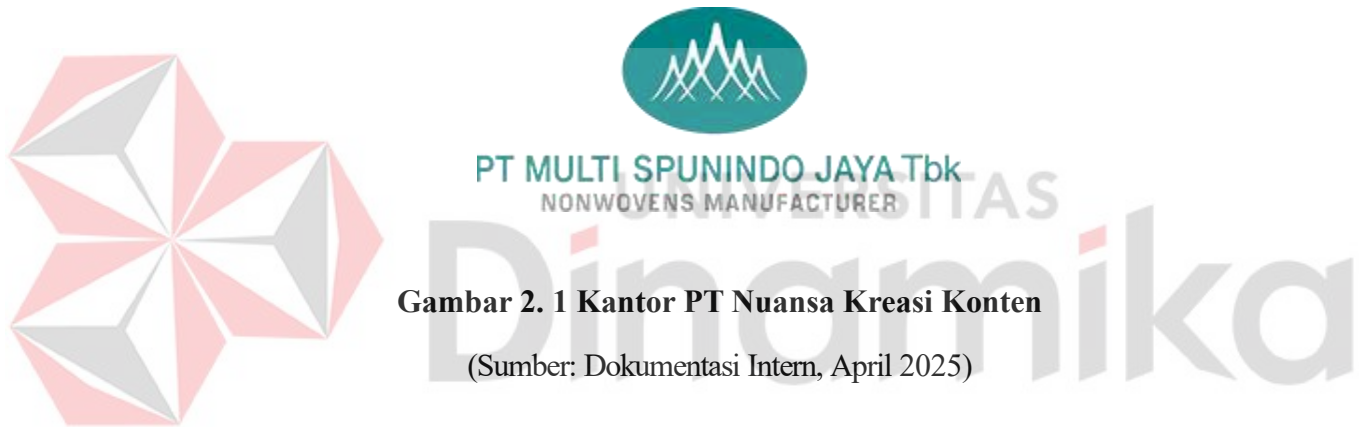 PT MULTI SPUNINDO JAYA Tbk
NONWOVENS MANUFACTURER
UNIVERSITAS
Dinamika
Gambar 2. 1 Kantor PT Nuansa Kreasi Konten
(Sumber: Dokumentasi Intern, April 2025)